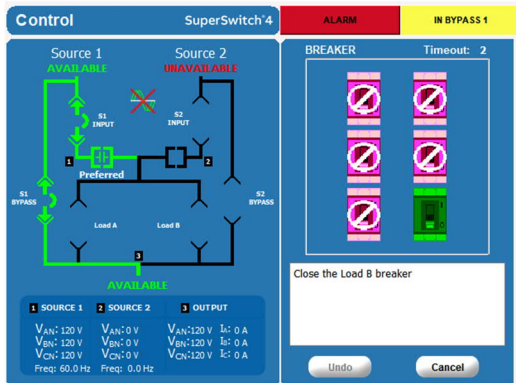 Control
SuperSwitch®4
ALARM
IN BYPASS 1
Source 1
AVAILABLE
Source 2
UNAVAILABLE
S1
INPUT
S2
INPUT
1
2
Preferred
S1
BYPASS
S2
BYPASS
Load A
Load B
3
AVAILABLE
1 SOURCE 1
2 SOURCE 2
3 OUTPUT
VAN: 120 V
VAN: 0 V
VAN: 120 V IA: 0 A
VBN: 120 V
VBN: 0 V
VBN: 120 V IB: 0 A
VCN: 120 V
VCN: 0 V
VCN: 120 V IC: 0 A
Freq: 60.0 Hz
Freq: 0.0 Hz
BREAKER
Timeout: 2
Close the Load B breaker
Undo
Cancel